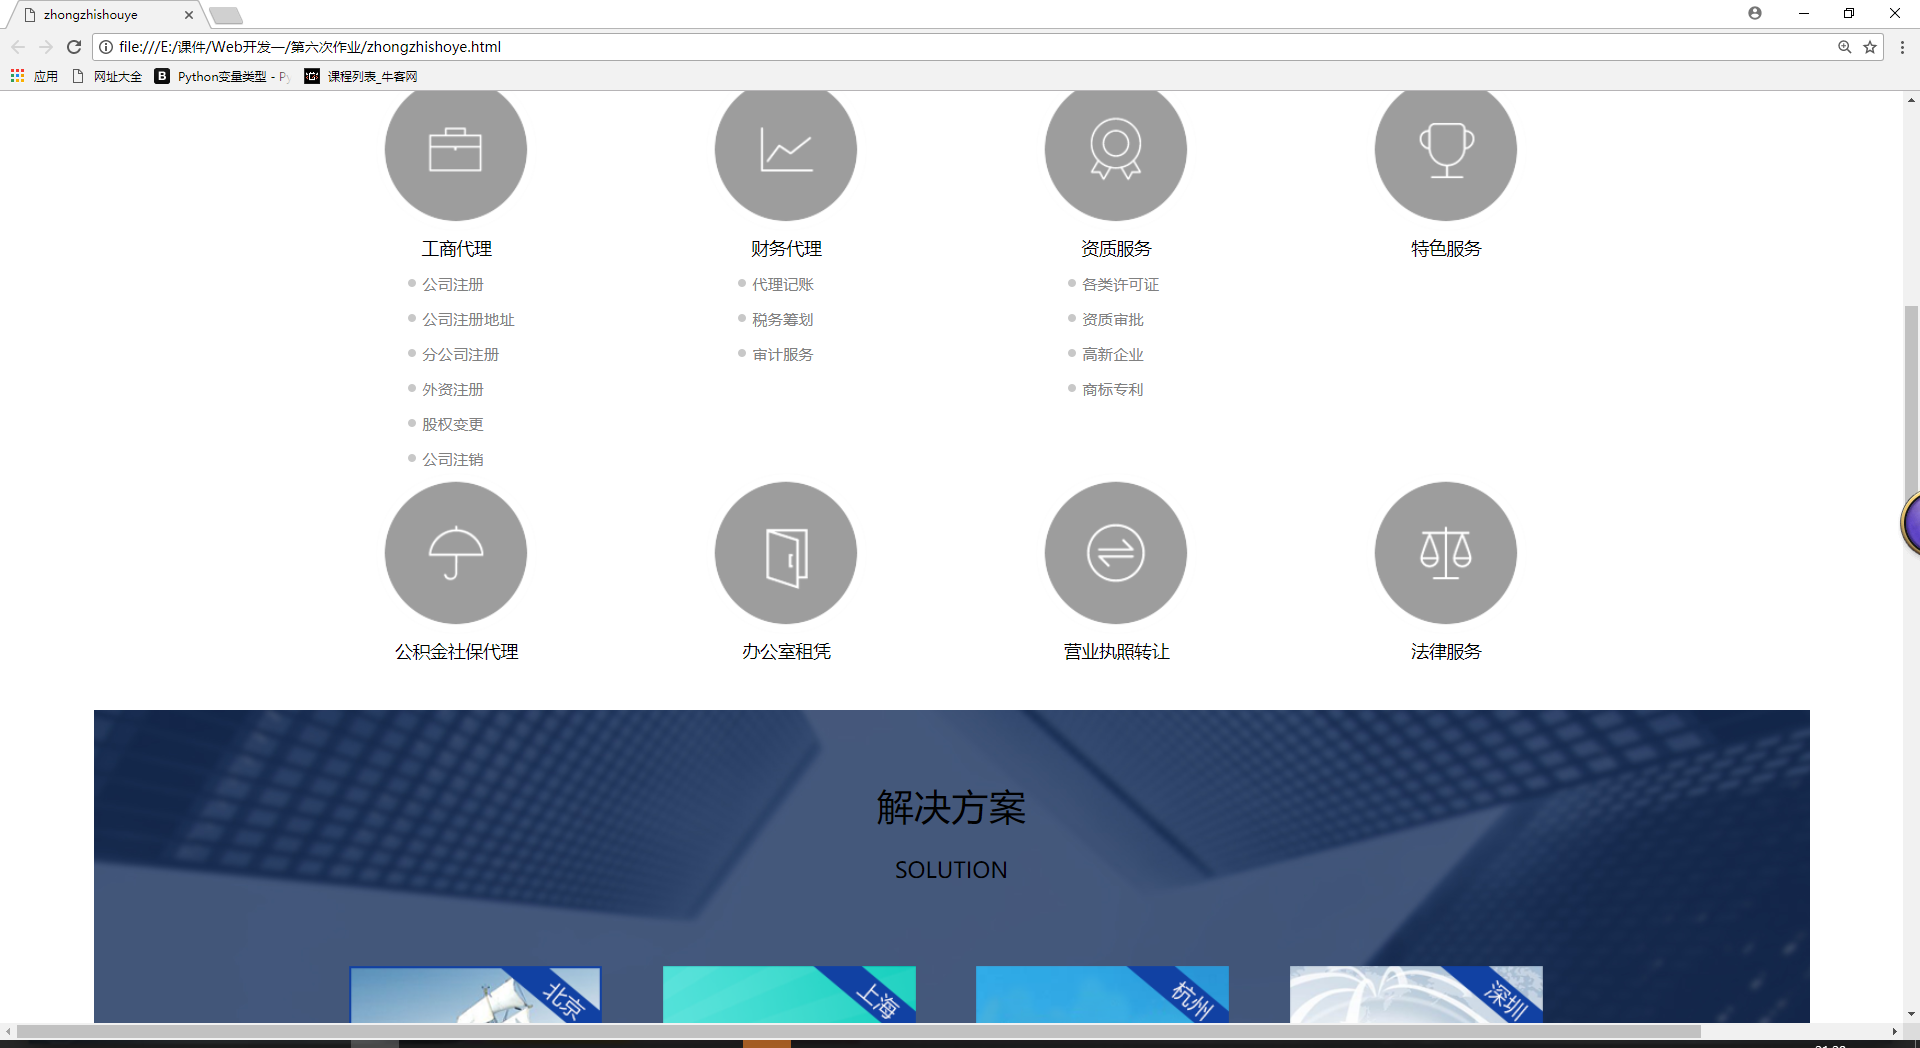 zhongzhishouye
file:///E:/课件/Web开发一/第六次作业/zhongzhishoye.html
应用 网址大全 B Python变量类型 - Py 课程列表_牛客网
工商代理 财务代理 资质服务 特色服务
公司注册 代理记账 各类许可证
公司注册地址 税务筹划 资质审批
分公司注册 审计服务 高新企业
外资注册 商标专利
股权变更
公司注销
公积金社保代理 办公室租凭 营业执照转让 法律服务
解决方案
SOLUTION
北京 上海 杭州 深圳